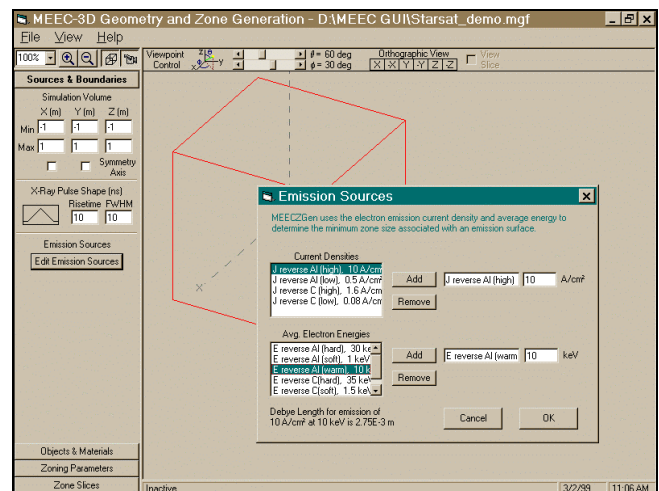 MEEC-3D Geometry and Zone Generation - D:\MEEC GUI\Starsat_demo.mgf
File View Help
100%
Viewpoint Control
Z
X
Y
θ = 60 deg
ϕ = 30 deg
Orthographic View
X -X Y -Y Z -Z
View Slice
Sources & Boundaries
Simulation Volume
X (m) Y (m) Z (m)
Min -1 -1 -1
Max 1 1 1
Symmetry Axis
X-Ray Pulse Shape (ns)
Risetime FWHM
10 10
Emission Sources
Edit Emission Sources
Objects & Materials
Zoning Parameters
Zone Slices
X
Emission Sources
MEECZGen uses the electron emission current density and average energy to
determine the minimum zone size associated with an emission surface.
Current Densities
J reverse Al (high), 10 A/cm
J reverse Al (low), 0.5 A/cm
J reverse C (high), 1.6 A/cm
J reverse C (low), 0.08 A/cm
Add J reverse Al (high) 10 A/cm²
Remove
Avg. Electron Energies
E reverse Al (hard), 30 ke
E reverse Al (soft), 1 keV
E reverse Al (warm), 10 k
E reverse C(hard), 35 keV
E reverse C(soft), 1.5 ke
Add E reverse Al (warm 10 keV
Remove
Debye Length for emission of
10 A/cm² at 10 keV is 2.75E-3 m
Cancel OK
Inactive 3/2/99 11:06 AM